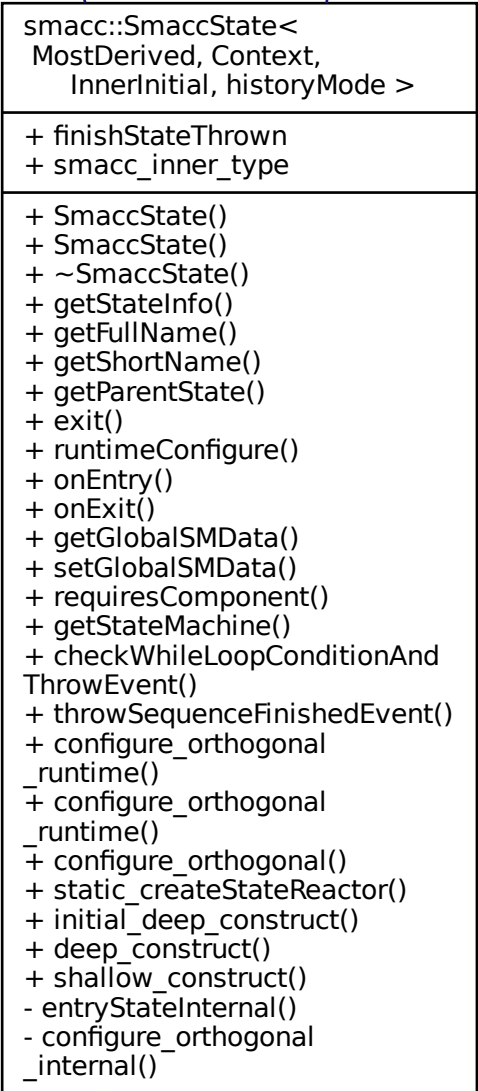 smacc::SmaccState<
MostDerived, Context,
InnerInitial, historyMode >
+ finishStateThrown
+ smacc_inner_type
+ SmaccState()
+ SmaccState()
+ ~SmaccState()
+ getStateInfo()
+ getFullName()
+ getShortName()
+ getParentState()
+ exit()
+ runtimeConfigure()
+ onEntry()
+ onExit()
+ getGlobalSMData()
+ setGlobalSMData()
+ requiresComponent()
+ getStateMachine()
+ checkWhileLoopConditionAnd
ThrowEvent()
+ throwSequenceFinishedEvent()
+ configure_orthogonal
_runtime()
+ configure_orthogonal
_runtime()
+ configure_orthogonal()
+ static_createStateReactor()
+ initial_deep_construct()
+ deep_construct()
+ shallow_construct()
- entryStateInternal()
- configure_orthogonal
_internal()